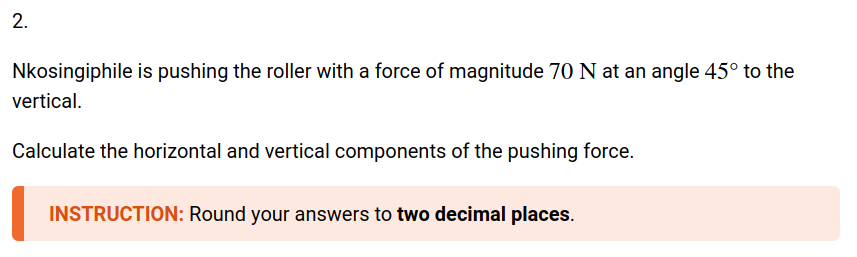 2.
Nkosingiphile is pushing the roller with a force of magnitude 70 N at an angle 45° to the
vertical.
Calculate the horizontal and vertical components of the pushing force.
INSTRUCTION: Round your answers to two decimal places.